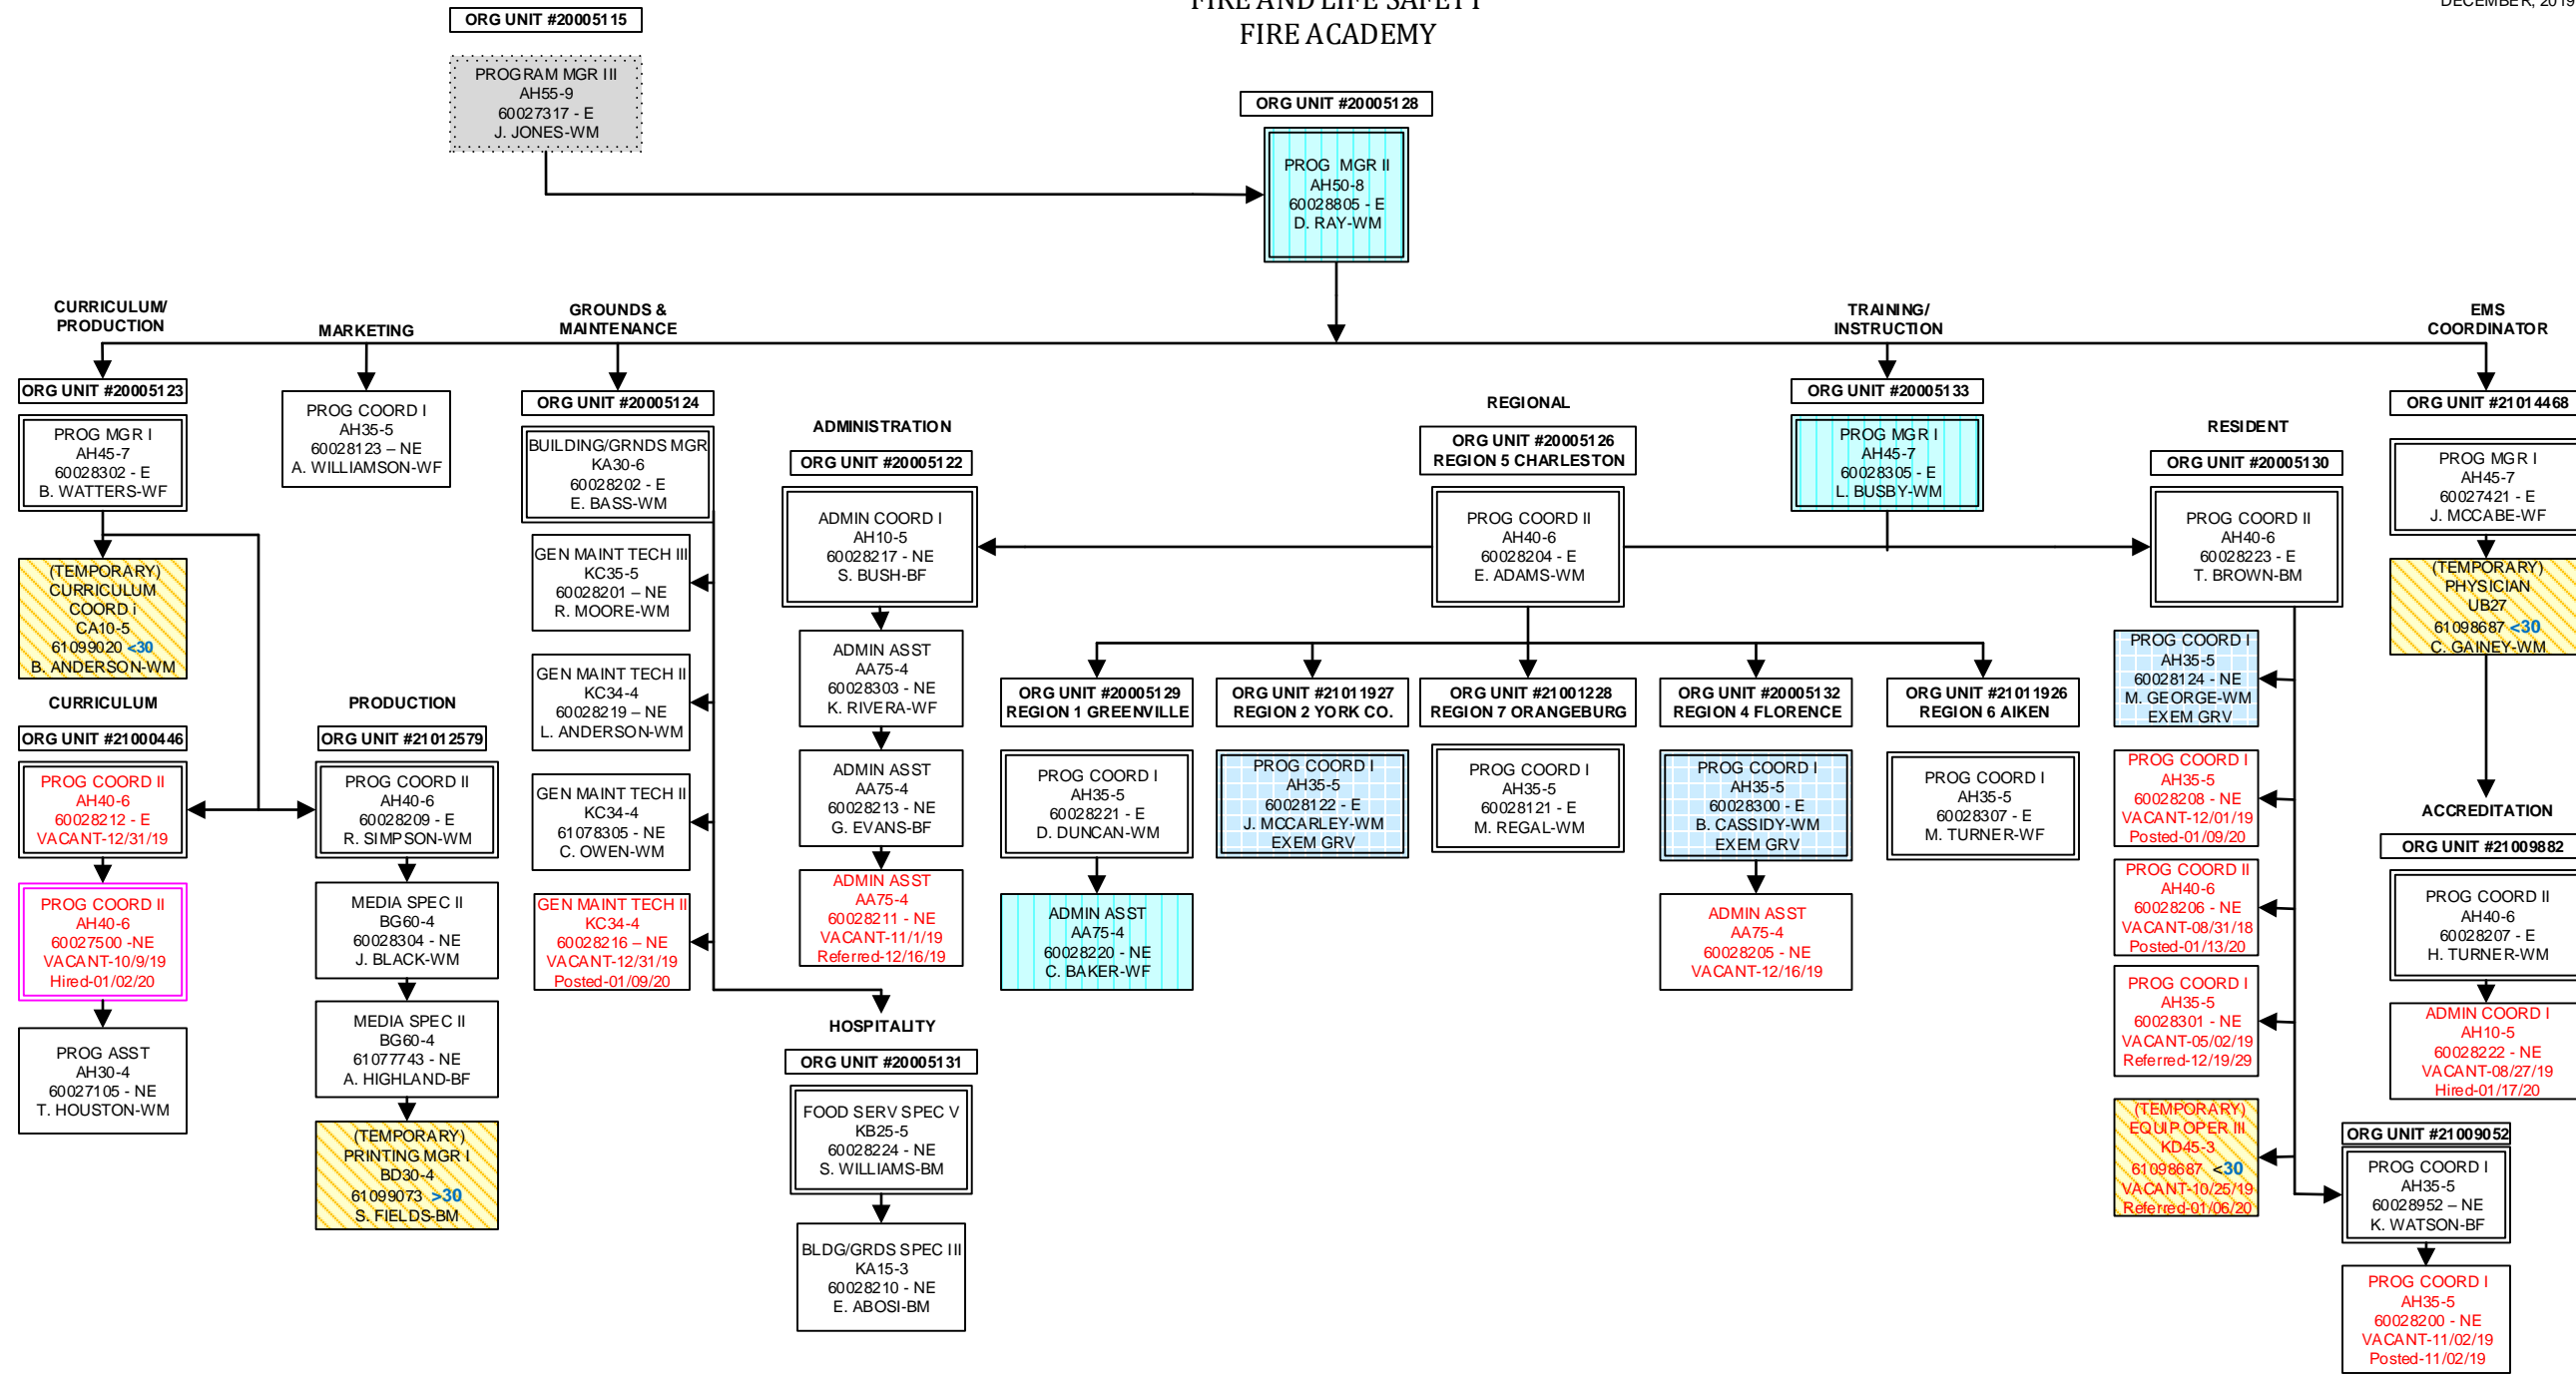 ORG UNIT #20005115
FIRE AND LIFE SAFETY
FIRE ACADEMY
DECEMBER, 2019
PROGRAM MGR III
AH55-9
60027317 - E
J. JONES-WM
ORG UNIT #20005128
PROG MGR II
AH50-8
60028805 - E
D. RAY-WM
CURRICULUM/
PRODUCTION
ORG UNIT #20005123
PROG MGR I
AH45-7
60028302 - E
B. WATTERS-WF
(TEMPORARY)
CURRICULUM
COORD i
CA10-5
61099020 <30
B. ANDERSON-WM
CURRICULUM
ORG UNIT #21000446
PROG COORD II
AH40-6
60028212 - E
VACANT-12/31/19
PROG COORD II
AH40-6
60027500 -NE
VACANT-10/9/19
Hired-01/02/20
PROG ASST
AH30-4
60027105 - NE
T. HOUSTON-WM
PRODUCTION
ORG UNIT #21012579
PROG COORD II
AH40-6
60028209 - E
R. SIMPSON-WM
MEDIA SPEC II
BG60-4
60028304 - NE
J. BLACK-WM
MEDIA SPEC II
BG60-4
61077743 - NE
A. HIGHLAND-BF
(TEMPORARY)
PRINTING MGR I
BD30-4
61099073 >30
S. FIELDS-BM
MARKETING
PROG COORD I
AH35-5
60028123 – NE
A. WILLIAMSON-WF
GROUNDS &
MAINTENANCE
ORG UNIT #20005124
BUILDING/GRNDS MGR
KA30-6
60028202 - E
E. BASS-WM
GEN MAINT TECH III
KC35-5
60028201 – NE
R. MOORE-WM
GEN MAINT TECH II
KC34-4
60028219 – NE
L. ANDERSON-WM
GEN MAINT TECH II
KC34-4
61078305 - NE
C. OWEN-WM
GEN MAINT TECH II
KC34-4
60028216 – NE
VACANT-12/31/19
Posted-01/09/20
HOSPITALITY
ORG UNIT #20005131
FOOD SERV SPEC V
KB25-5
60028224 - NE
S. WILLIAMS-BM
BLDG/GRDS SPEC III
KA15-3
60028210 - NE
E. ABOSI-BM
ADMINISTRATION
ORG UNIT #20005122
ADMIN COORD I
AH10-5
60028217 - NE
S. BUSH-BF
ADMIN ASST
AA75-4
60028303 - NE
K. RIVERA-WF
ADMIN ASST
AA75-4
60028213 - NE
G. EVANS-BF
ADMIN ASST
AA75-4
60028211 - NE
VACANT-11/1/19
Referred-12/16/19
REGIONAL
ORG UNIT #20005126
REGION 5 CHARLESTON
PROG COORD II
AH40-6
60028204 - E
E. ADAMS-WM
ORG UNIT #20005129
REGION 1 GREENVILLE
PROG COORD I
AH35-5
60028221 - E
D. DUNCAN-WM
ADMIN ASST
AA75-4
60028220 - NE
C. BAKER-WF
ORG UNIT #21011927
REGION 2 YORK CO.
PROG COORD I
AH35-5
60028122 - E
J. MCCARLEY-WM
EXEM GRV
ORG UNIT #21001228
REGION 7 ORANGEBURG
PROG COORD I
AH35-5
60028121 - E
M. REGAL-WM
ORG UNIT #20005132
REGION 4 FLORENCE
PROG COORD I
AH35-5
60028300 - E
B. CASSIDY-WM
EXEM GRV
ADMIN ASST
AA75-4
60028205 - NE
VACANT-12/16/19
ORG UNIT #21011926
REGION 6 AIKEN
PROG COORD I
AH35-5
60028307 - E
M. TURNER-WF
TRAINING/
INSTRUCTION
ORG UNIT #20005133
PROG MGR I
AH45-7
60028305 - E
L. BUSBY-WM
RESIDENT
ORG UNIT #20005130
PROG COORD II
AH40-6
60028223 - E
T. BROWN-BM
PROG COORD I
AH35-5
60028124 - NE
M. GEORGE-WM
EXEM GRV
PROG COORD I
AH35-5
60028208 - NE
VACANT-12/01/19
Posted-01/09/20
PROG COORD II
AH40-6
60028206 - NE
VACANT-08/31/18
Posted-01/13/20
PROG COORD I
AH35-5
60028301 - NE
VACANT-05/02/19
Referred-12/19/29
(TEMPORARY)
EQUIP OPER III
KD45-3
61098687 <30
VACANT-10/25/19
Referred-01/06/20
ORG UNIT #21009052
PROG COORD I
AH35-5
60028952 – NE
K. WATSON-BF
PROG COORD I
AH35-5
60028200 - NE
VACANT-11/02/19
Posted-11/02/19
EMS
COORDINATOR
ORG UNIT #21014468
PROG MGR I
AH45-7
60027421 - E
J. MCCABE-WF
(TEMPORARY)
PHYSICIAN
UB27
61098687 <30
C. GAINEY-WM
ACCREDITATION
ORG UNIT #21009882
PROG COORD II
AH40-6
60028207 - E
H. TURNER-WM
ADMIN COORD I
AH10-5
60028222 - NE
VACANT-08/27/19
Hired-01/17/20